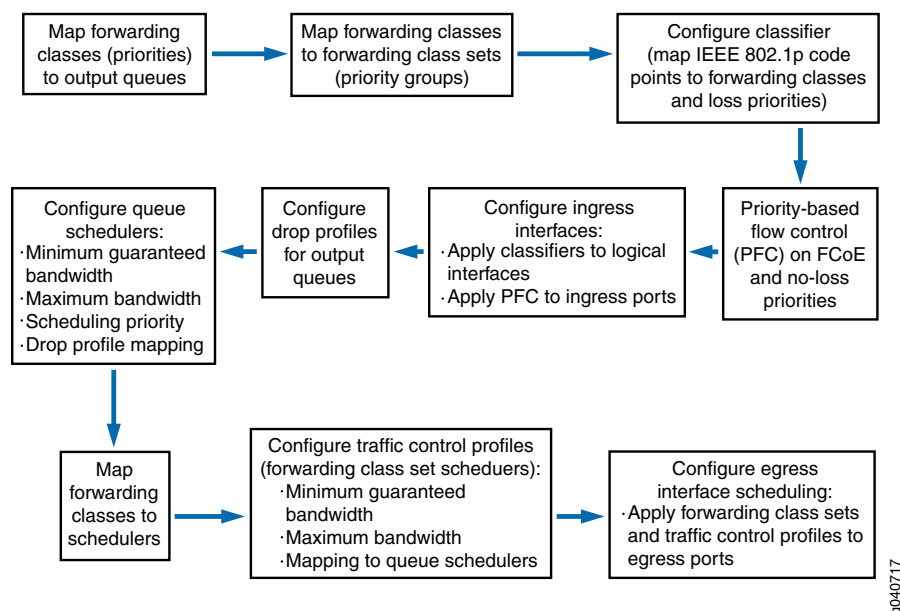 Map forwarding
classes (priorities)
to output queues
Map forwarding classes
to forwarding class sets
(priority groups)
Configure classifier
(map IEEE 802.1p code
points to forwarding classes
and loss priorities)
Priority-based
flow control
(PFC) on FCoE
and no-loss
priorities
Configure ingress
interfaces:
·Apply classifiers to logical
interfaces
·Apply PFC to ingress ports
Configure
drop profiles
for output
queues
Configure queue
schedulers:
·Minimum guaranteed
bandwidth
·Maximum bandwidth
·Scheduling priority
·Drop profile mapping
Map
forwarding
classes to
schedulers
Configure traffic control profiles
(forwarding class set scheduers):
·Minimum guaranteed
bandwidth
·Maximum bandwidth
·Mapping to queue schedulers
Configure egress
interface scheduling:
·Apply forwarding class sets
and traffic control profiles to
egress ports
g040717